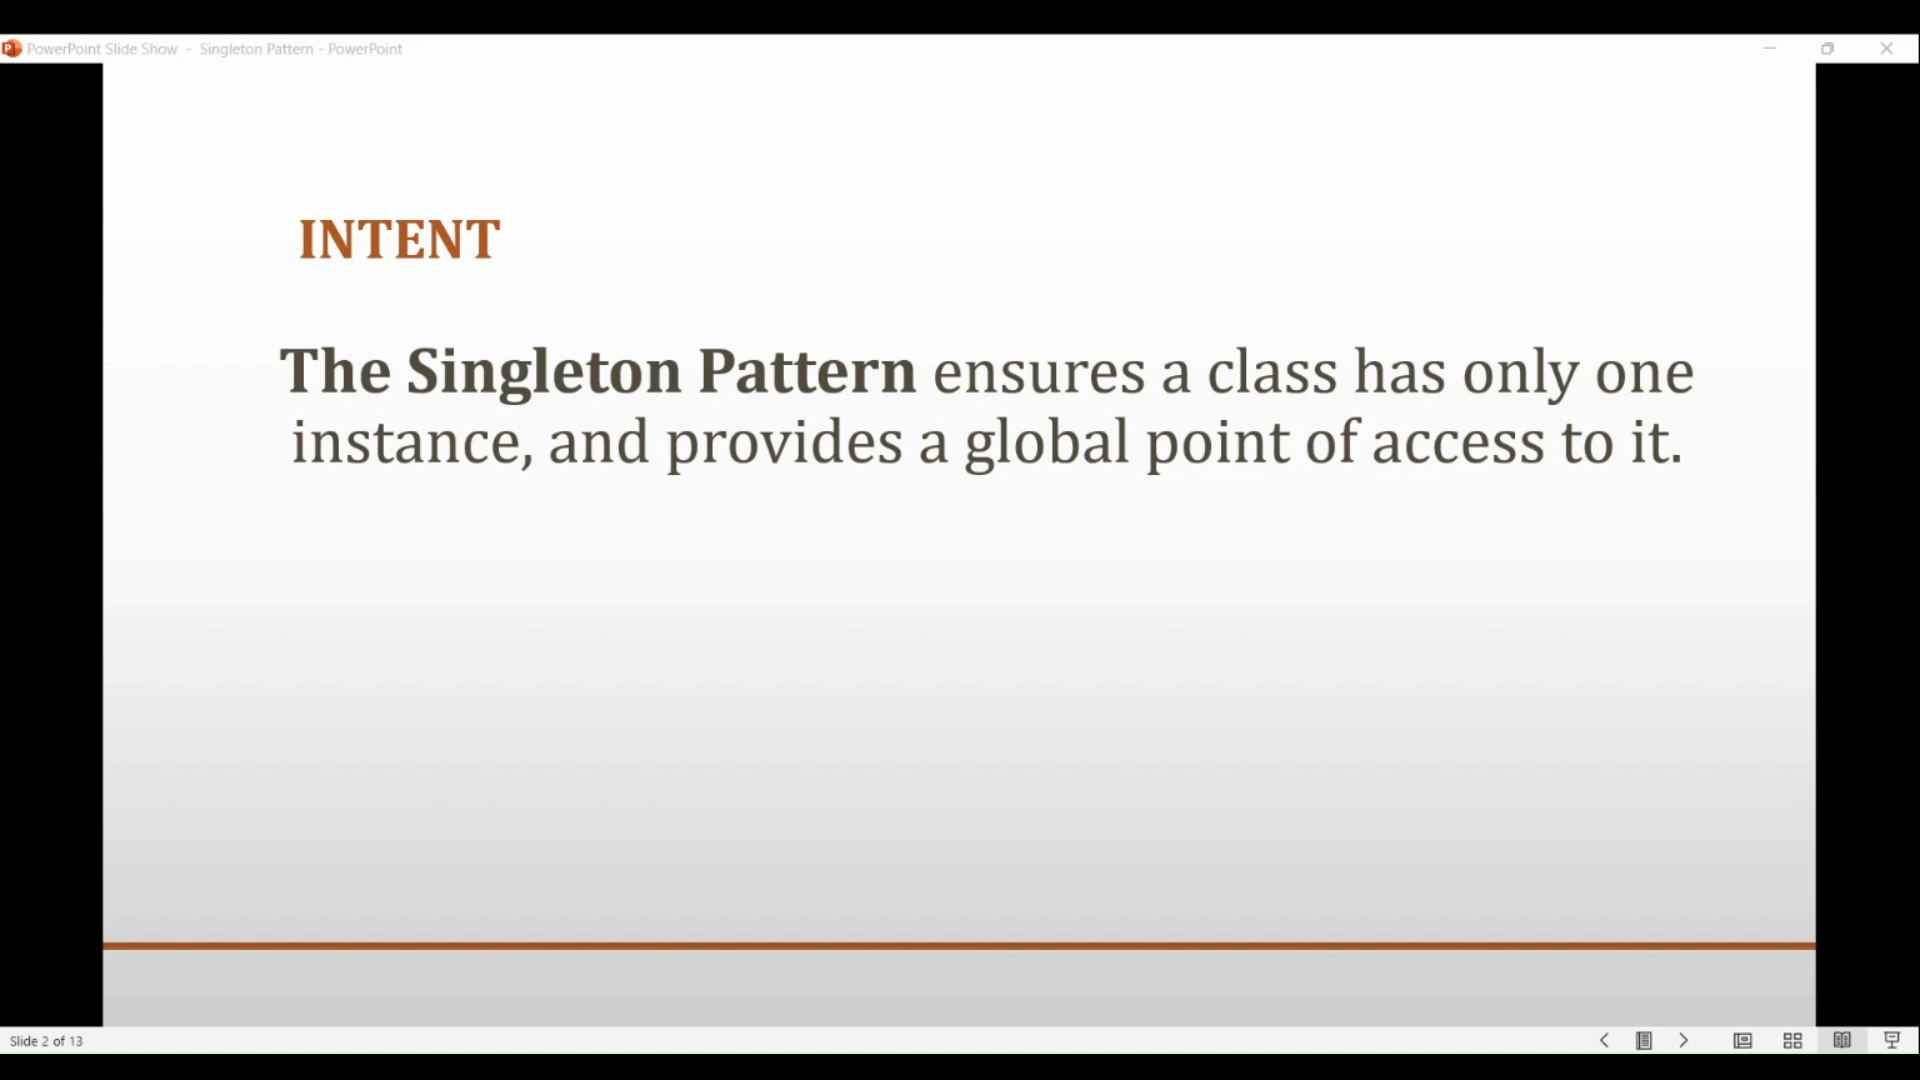 PowerPoint Slide Show - Singleton Pattern - PowerPoint
INTENT
The Singleton Pattern ensures a class has only one
instance, and provides a global point of access to it.
Slide 2 of 13